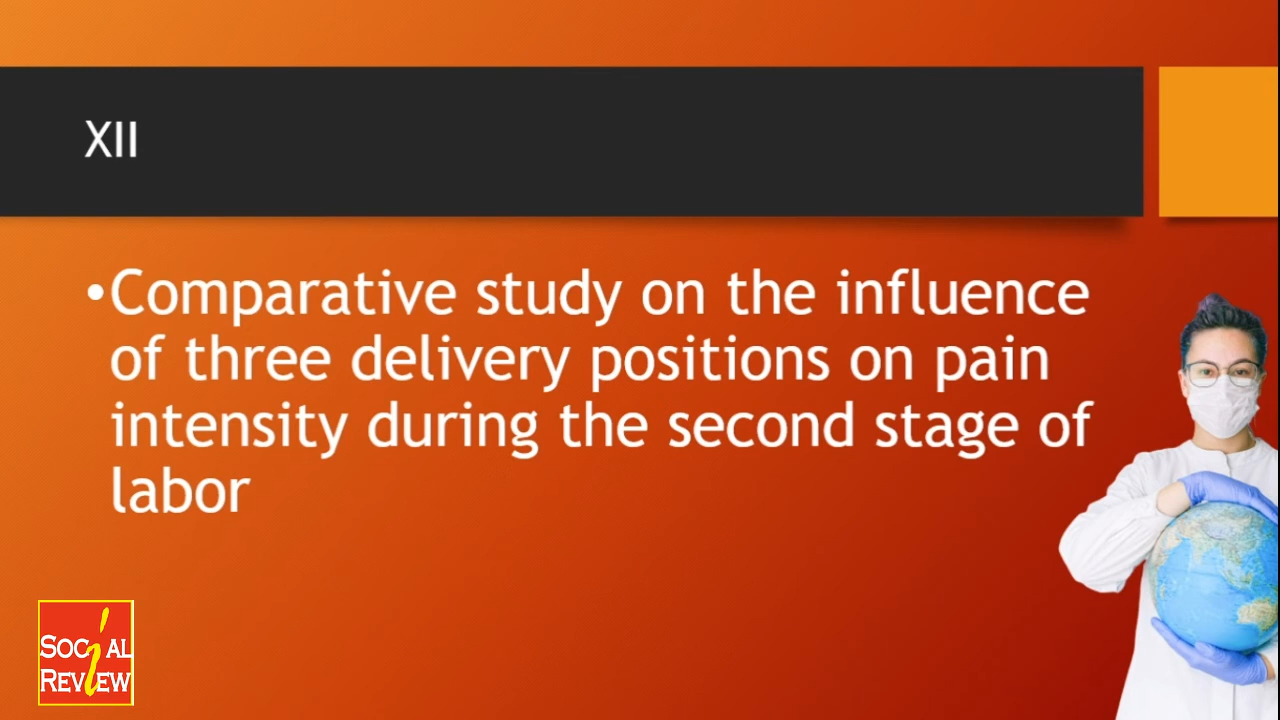 XII
•Comparative study on the influence
of three delivery positions on pain
intensity during the second stage of
labor
SOCiAL
REViEW